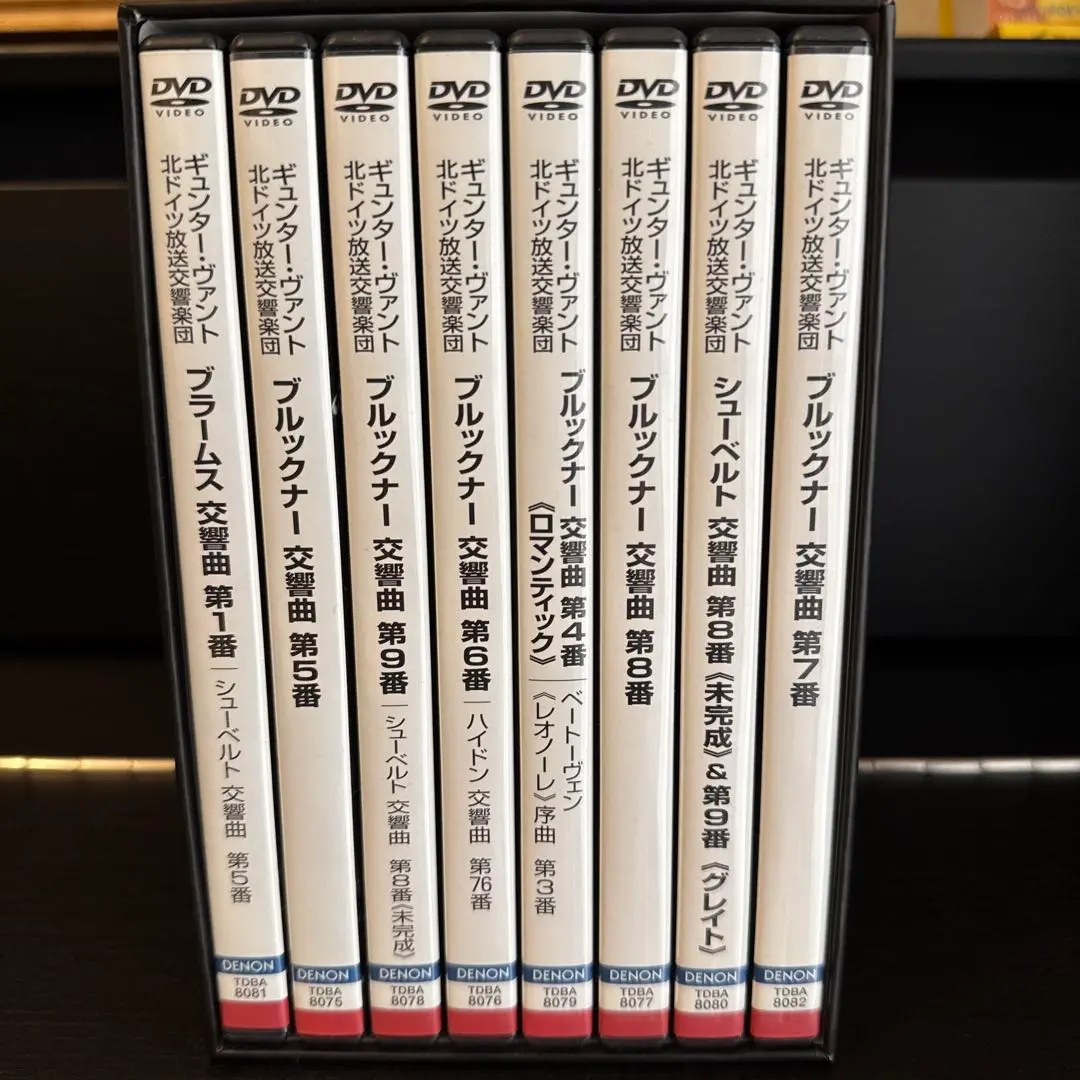 DVD
VIDEO
ギュンター・ヴァント
北ドイツ放送交響楽団
ブラームス 交響曲 第1番
シューベルト 交響曲 第5番
DENON
TDBA
8081
DVD
VIDEO
ギュンター・ヴァント
北ドイツ放送交響楽団
ブルックナー 交響曲 第5番
DENON
TDBA
8075
DVD
VIDEO
ギュンター・ヴァント
北ドイツ放送交響楽団
ブルックナー 交響曲 第9番
シューベルト 交響曲 第8番《未完成》
DENON
TDBA
8078
DVD
VIDEO
ギュンター・ヴァント
北ドイツ放送交響楽団
ブルックナー 交響曲 第6番
ハイドン 交響曲 第76番
DENON
TDBA
8076
DVD
VIDEO
ギュンター・ヴァント
北ドイツ放送交響楽団
ブルックナー 交響曲 第4番
《ロマンティック》
ベートーヴェン
《レオノーレ》序曲 第3番
DENON
TDBA
8079
DVD
VIDEO
ギュンター・ヴァント
北ドイツ放送交響楽団
ブルックナー 交響曲 第8番
DENON
TDBA
8077
DVD
VIDEO
ギュンター・ヴァント
北ドイツ放送交響楽団
シューベルト 交響曲 第8番《未完成》&第9番《グレイト》
DENON
TDBA
8080
DVD
VIDEO
ギュンター・ヴァント
北ドイツ放送交響楽団
ブルックナー 交響曲 第7番
DENON
TDBA
8082